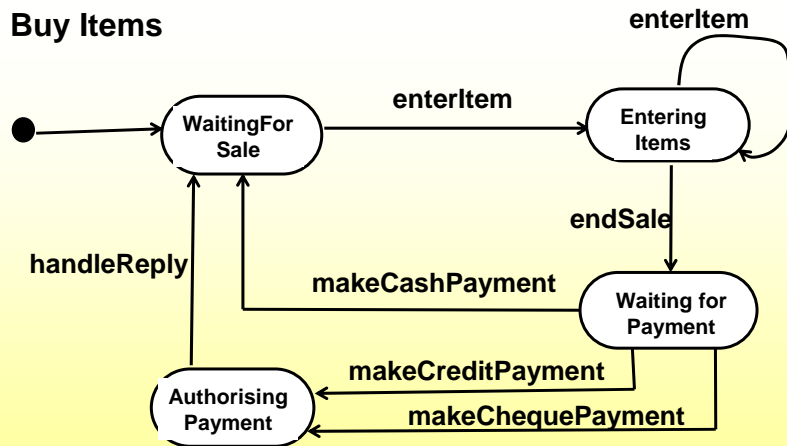 Buy Items
enterItem
enterItem
WaitingFor
Sale
Entering
Items
endSale
handleReply
makeCashPayment
Waiting for
Payment
makeCreditPayment
Authorising
Payment
makeChequePayment